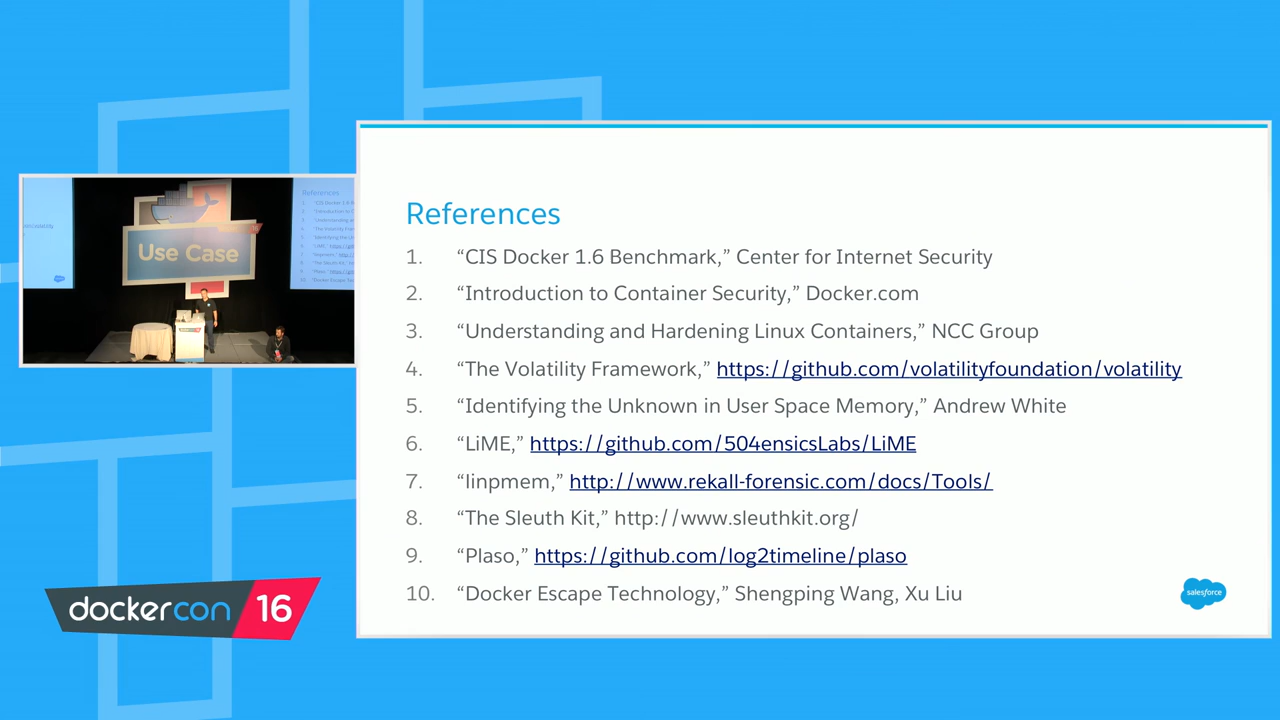 References
1. “CIS Docker 1.6 Benchmark,” Center for Internet Security
2. “Introduction to Container Security,” Docker.com
3. “Understanding and Hardening Linux Containers,” NCC Group
4. “The Volatility Framework,” https://github.com/volatilityfoundation/volatility
5. “Identifying the Unknown in User Space Memory,” Andrew White
6. “LiME,” https://github.com/504ensicsLabs/LiME
7. “linpmem,” http://www.rekall-forensic.com/docs/Tools/
8. “The Sleuth Kit,” http://www.sleuthkit.org/
9. “Plaso,” https://github.com/log2timeline/plaso
10. “Docker Escape Technology,” Shengping Wang, Xu Liu
salesforce
Use Case
References
dockercon 16